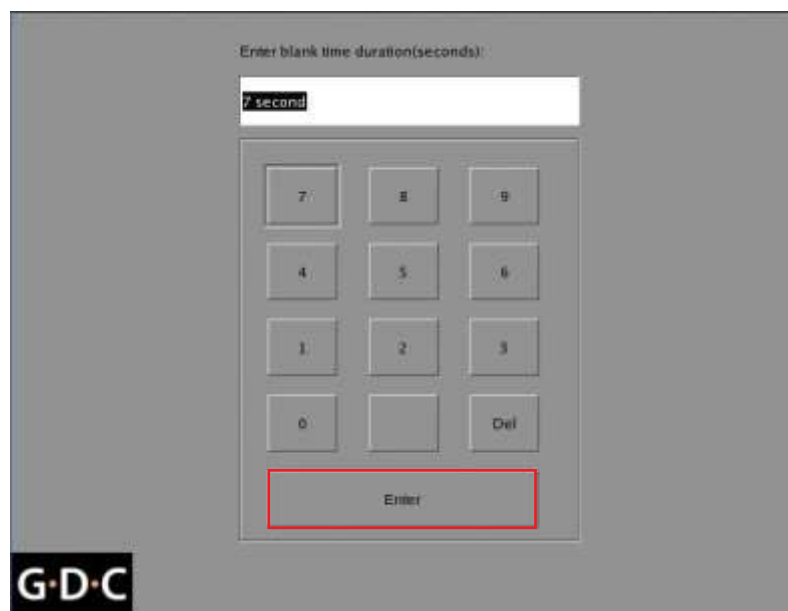 Enter blank time duration(seconds):
7 second
7 8 9
4 5 6
1 2 3
0 Del
Enter
G·D·C